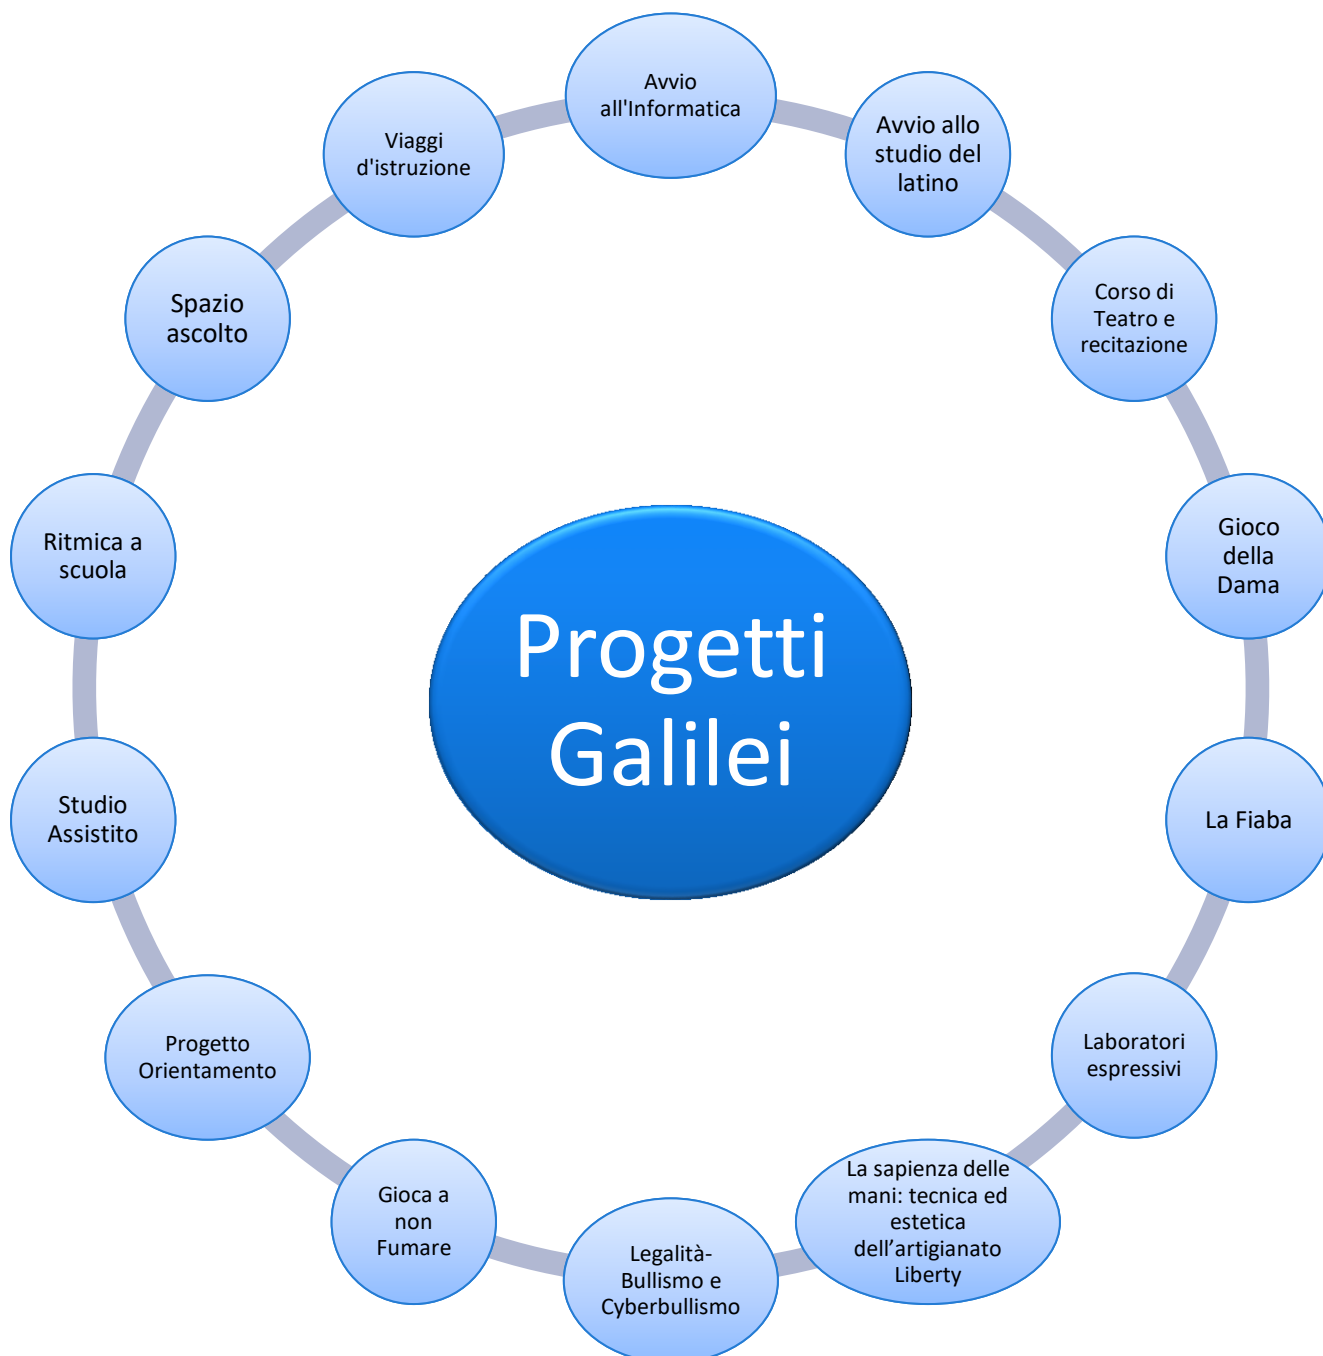 Avvio
all'Informatica
Avvio allo
studio del
latino
Corso di
Teatro e
recitazione
Gioco
della
Dama
La Fiaba
Laboratori
espressivi
La sapienza delle
mani: tecnica ed
estetica
dell’artigianato
Liberty
Legalità-
Bullismo e
Cyberbullismo
Gioca a
non
Fumare
Progetto
Orientamento
Studio
Assistito
Ritmica a
scuola
Spazio
ascolto
Viaggi
d'istruzione
Progetti
Galilei